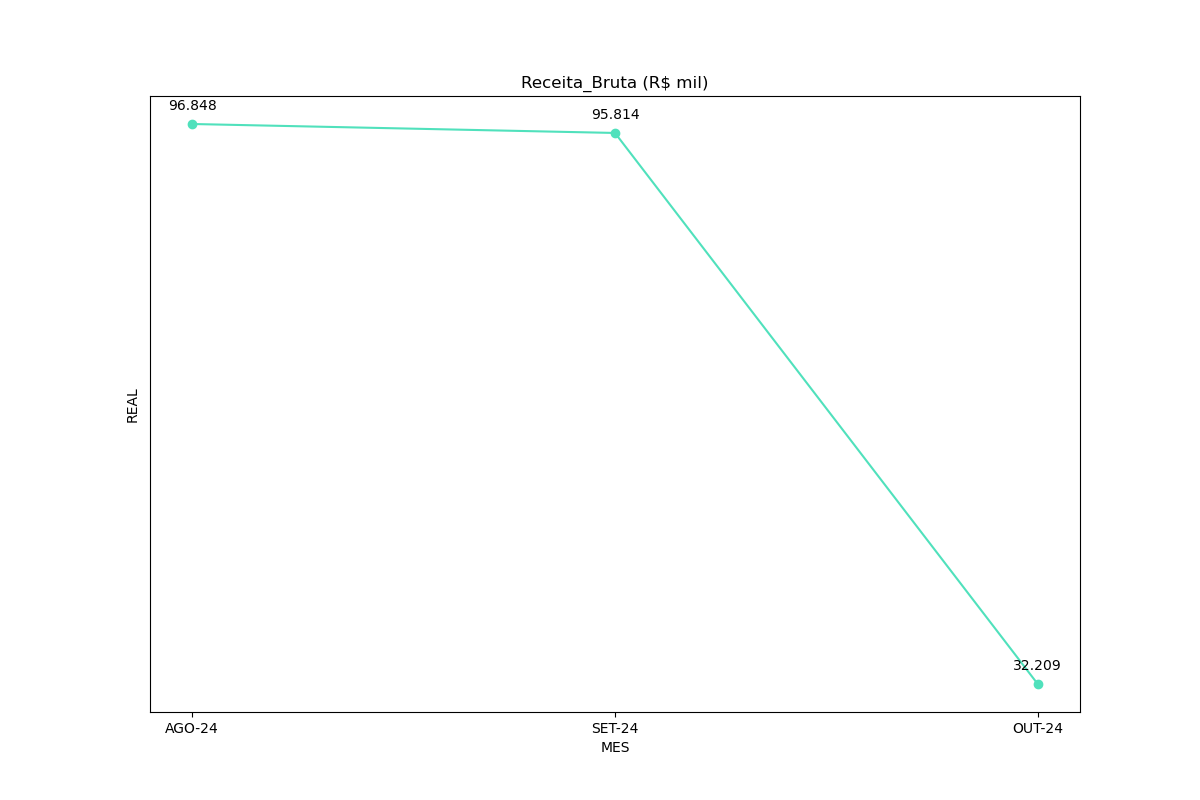 Receita_Bruta (R$ mil)
96.848
95.814
32.209
REAL
AGO-24
SET-24
OUT-24
MES